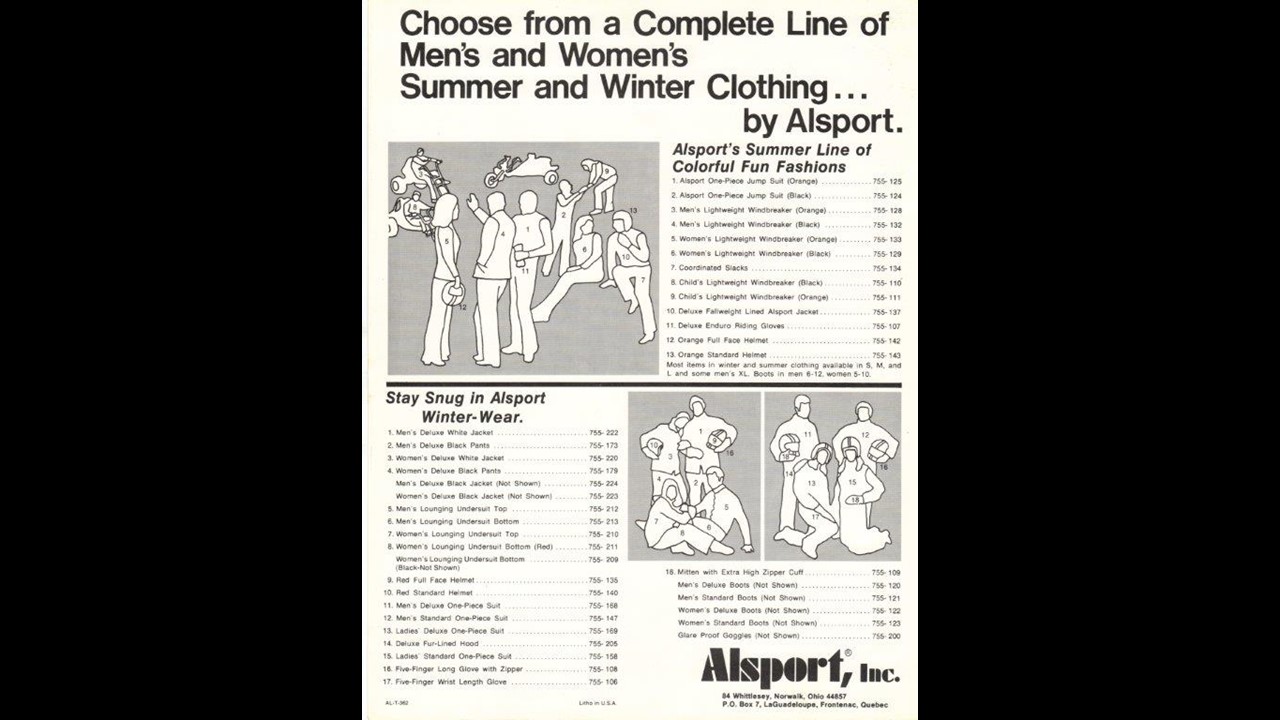 Choose from a Complete Line of
Men's and Women's
Summer and Winter Clothing...
by Alsport.
Alsport's Summer Line of
Colorful Fun Fashions
1. Alsport One-Piece Jump Suit (Orange) .............. 755-125
2. Alsport One-Piece Jump Suit (Black) ............... 755-124
3. Men's Lightweight Windbreaker (Orange) ........... 755-128
4. Men's Lightweight Windbreaker (Black) ............. 755-132
5. Women's Lightweight Windbreaker (Orange) ........ 755-133
6. Women's Lightweight Windbreaker (Black) .......... 755-129
7. Coordinated Slacks .............................. 755-134
8. Child's Lightweight Windbreaker (Black) ............. 755-110
9. Child's Lightweight Windbreaker (Orange) ........... 755-111
10. Deluxe Fallweight Lined Alsport Jacket ............. 755-137
11. Deluxe Enduro Riding Gloves ..................... 755-107
12. Orange Full Face Helmet ......................... 755-142
13. Orange Standard Helmet ......................... 755-143
Most items in winter and summer clothing available in S, M, and
L and some men's XL. Boots in men 6-12, women 5-10.
Stay Snug in Alsport
Winter-Wear.
1. Men's Deluxe White Jacket ...................... 755-222
2. Men's Deluxe Black Pants ....................... 755-173
3. Women's Deluxe White Jacket .................... 755-220
4. Women's Deluxe Black Pants ..................... 755-179
Men's Deluxe Black Jacket (Not Shown) ........... 755-224
Women's Deluxe Black Jacket (Not Shown) ......... 755-223
5. Men's Lounging Undersuit Top .................... 755-212
6. Men's Lounging Undersuit Bottom ................. 755-213
7. Women's Lounging Undersuit Top .................. 755-210
8. Women's Lounging Undersuit Bottom (Red) ......... 755-211
Women's Lounging Undersuit Bottom .............. 755-209
(Black-Not Shown)
9. Red Full Face Helmet ........................... 755-135
10. Red Standard Helmet ........................... 755-140
11. Men's Deluxe One-Piece Suit ..................... 755-168
12. Men's Standard One-Piece Suit ................... 755-147
13. Ladies' Deluxe One-Piece Suit .................... 755-169
14. Deluxe Fur-Lined Hood .......................... 755-205
15. Ladies' Standard One-Piece Suit ................... 755-158
16. Five-Finger Long Glove with Zipper ............... 755-108
17. Five-Finger Wrist Length Glove ................... 755-106
18. Mitten with Extra High Zipper Cuff ................ 755-109
Men's Deluxe Boots (Not Shown) ................. 755-120
Men's Standard Boots (Not Shown) ............... 755-121
Women's Deluxe Boots (Not Shown) .............. 755-122
Women's Standard Boots (Not Shown) ............ 755-123
Glare Proof Goggles (Not Shown) ................. 755-200
Alsport,® Inc.
84 Whittlesey, Norwalk, Ohio 44857
P.O. Box 7, LaGuadeloupe, Frontenac, Quebec
AL-T-362
Litho in U.S.A.